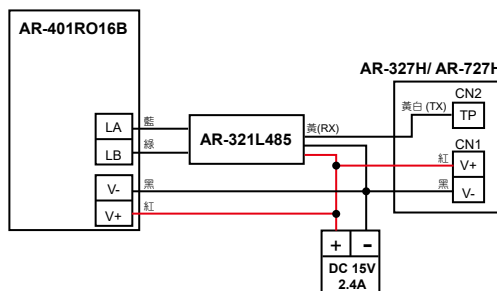 AR-401RO16B
AR-327H/ AR-727H
CN2
黃白 (TX)
TP
LA
藍
黃(RX)
AR-321L485
LB
綠
CN1
紅
V+
V-
黑
黑
V-
V+
紅
+ -
DC 15V
2.4A